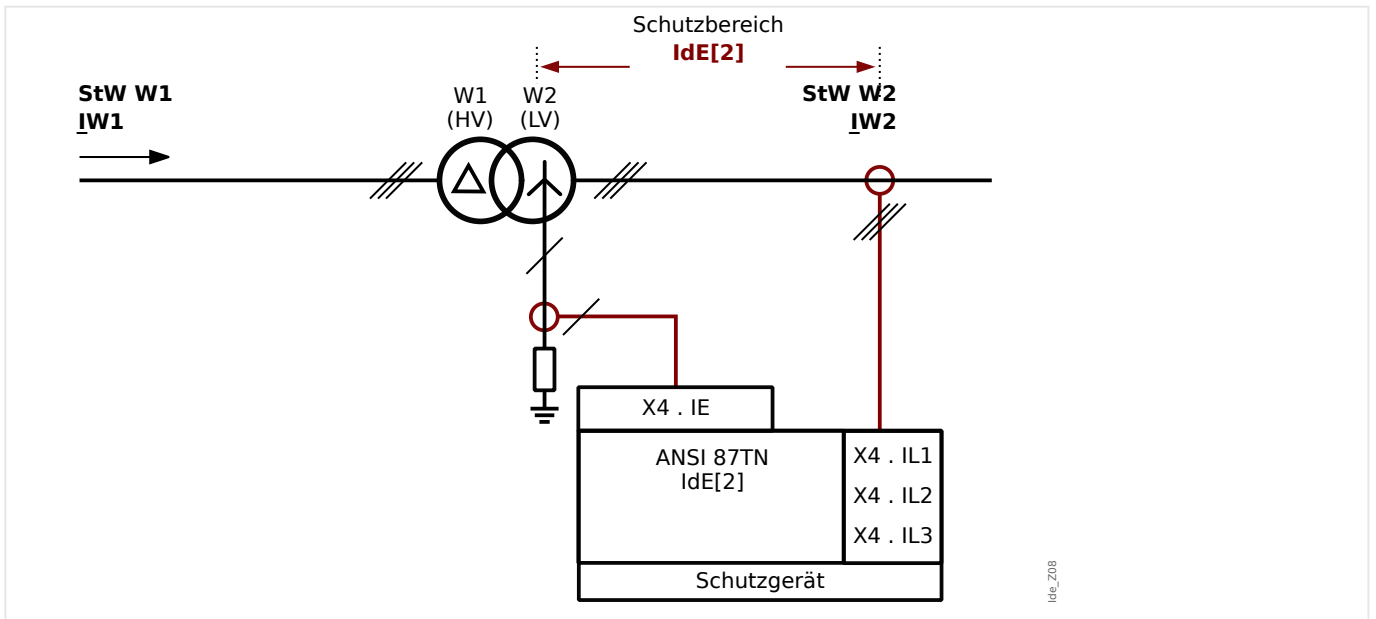 Schutzbereich
IdE[2]
StW W1
IW1
W1
(HV)
W2
(LV)
StW W2
IW2
X4 . IE
ANSI 87TN
IdE[2]
X4 . IL1
X4 . IL2
X4 . IL3
Schutzgerät
Ide_Z08